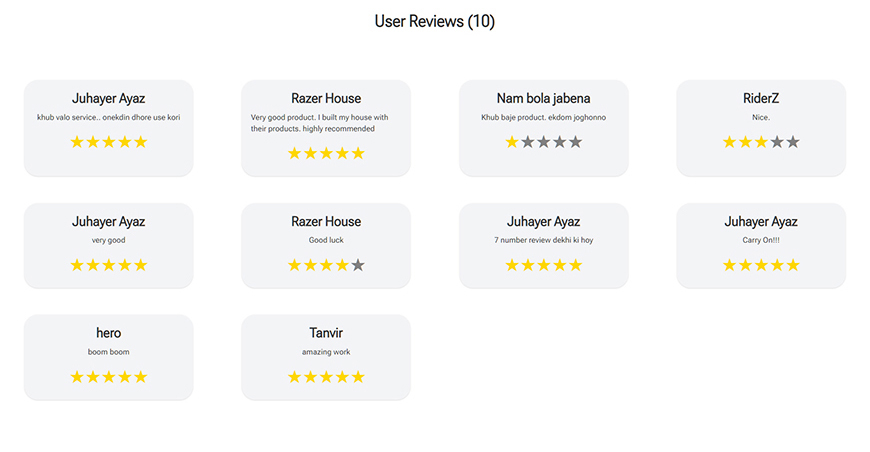 User Reviews (10)
Juhayer Ayaz
khub valo service.. onekdin dhore use kori
Razer House
Very good product. I built my house with
their products. highly recommended
Nam bola jabena
Khub baje product. ekdom joghonno
RiderZ
Nice.
Juhayer Ayaz
very good
Razer House
Good luck
Juhayer Ayaz
7 number review dekhi ki hoy
Juhayer Ayaz
Carry On!!!
hero
boom boom
Tanvir
amazing work